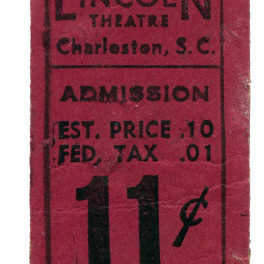 LINCOLN
THEATRE
Charleston, S.C.
ADMISSION
EST. PRICE .10
FED, TAX .01
11¢